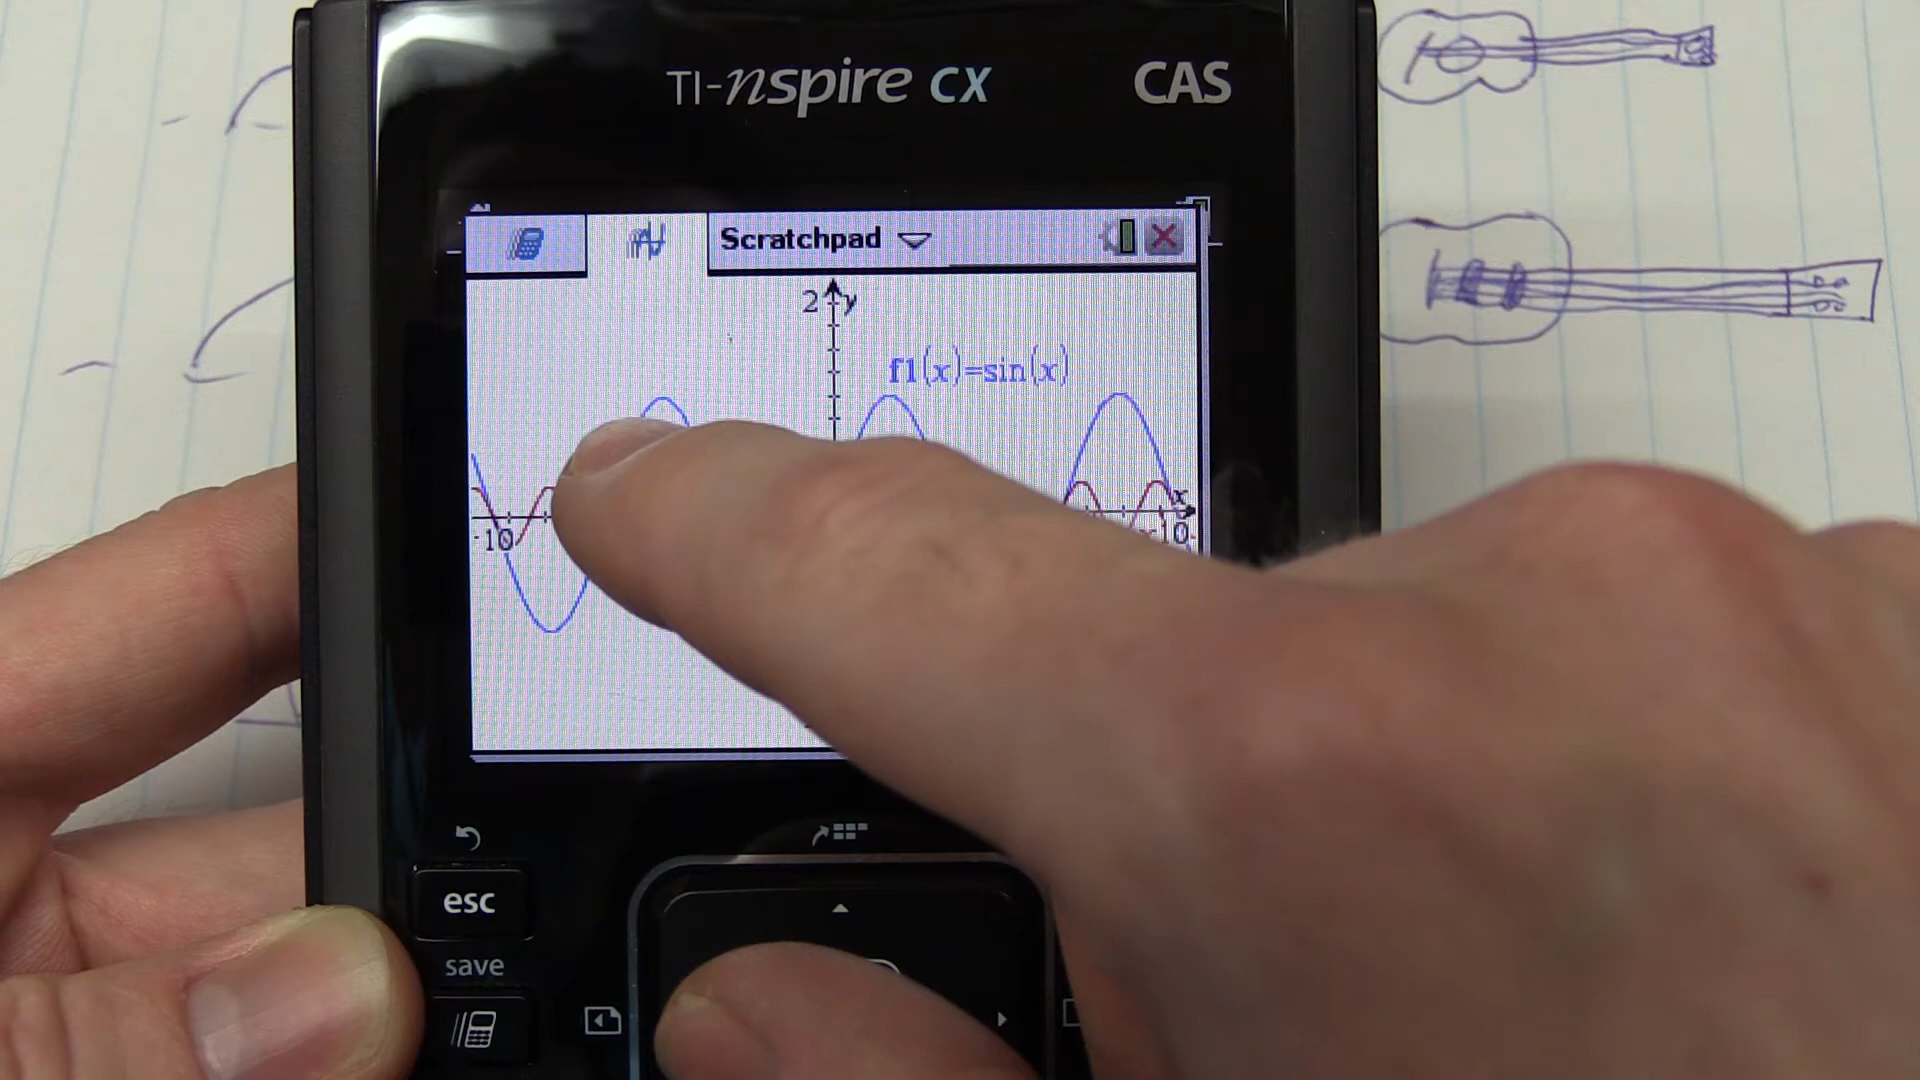 TI-nspire CX CAS
Scratchpad
2 y
f1(x)=sin(x)
x
-10 10
esc
save